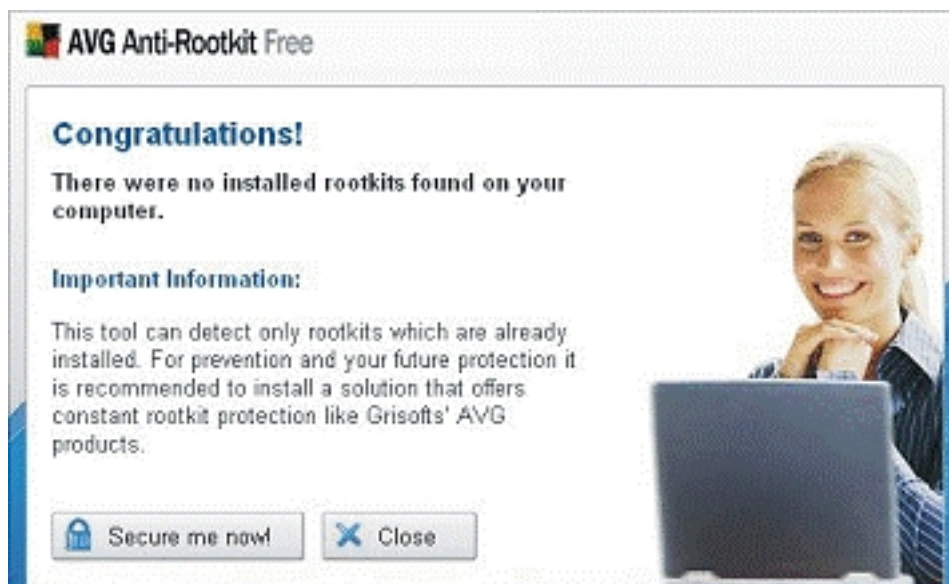 AVG Anti-Rootkit Free
Congratulations!
There were no installed rootkits found on your
computer.
Important Information:
This tool can detect only rootkits which are already
installed. For prevention and your future protection it
is recommended to install a solution that offers
constant rootkit protection like Grisofts' AVG
products.
Secure me now!
Close